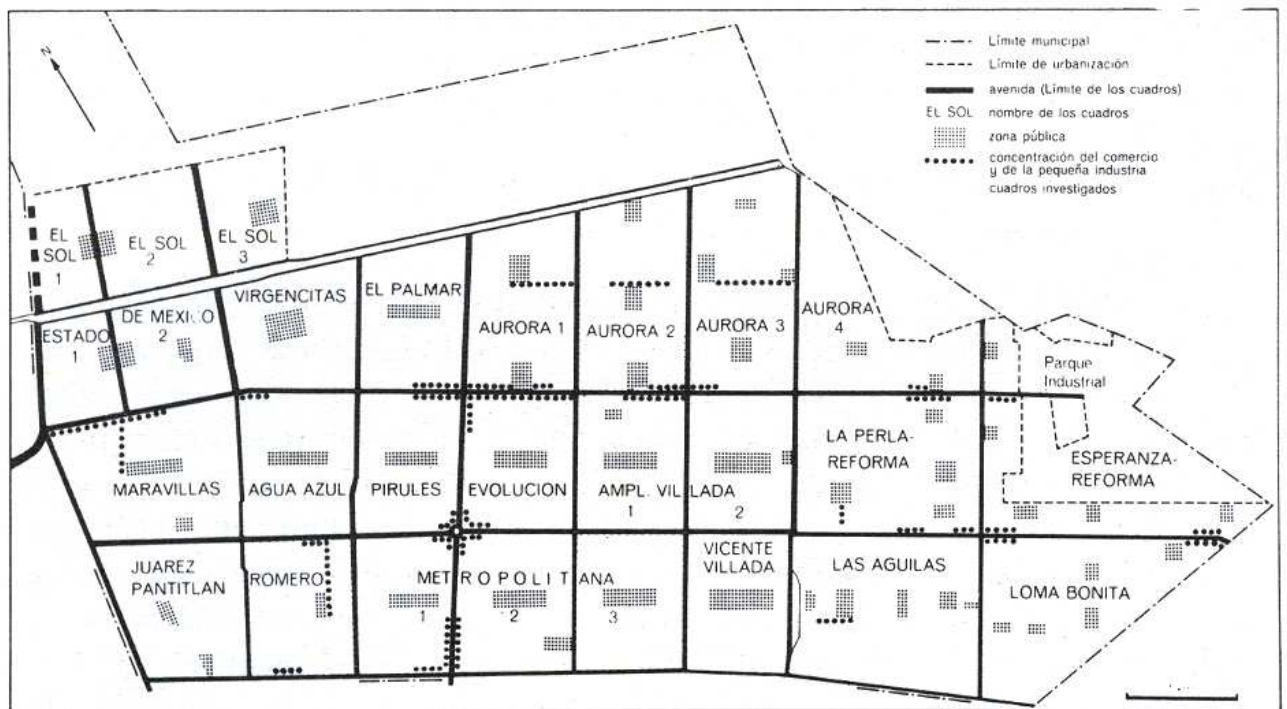 N
Límite municipal
Límite de urbanización
avenida (Límite de los cuadros)
EL SOL nombre de los cuadros
zona pública
concentración del comercio
y de la pequeña industria
cuadros investigados
EL
SOL
1
EL SOL
2
EL SOL
3
ESTADO
1
DE MEXICO
2
VIRGENCITAS
EL PALMAR
AURORA 1
AURORA 2
AURORA 3
AURORA
4
Parque
Industrial
MARAVILLAS
AGUA AZUL
PIRULES
EVOLUCION
AMPL. VILLADA
1
2
LA PERLA-
REFORMA
ESPERANZA-
REFORMA
JUAREZ
PANTITLAN
ROMERO
METROPOLITANA
1
2
3
VICENTE
VILLADA
LAS AGUILAS
LOMA BONITA